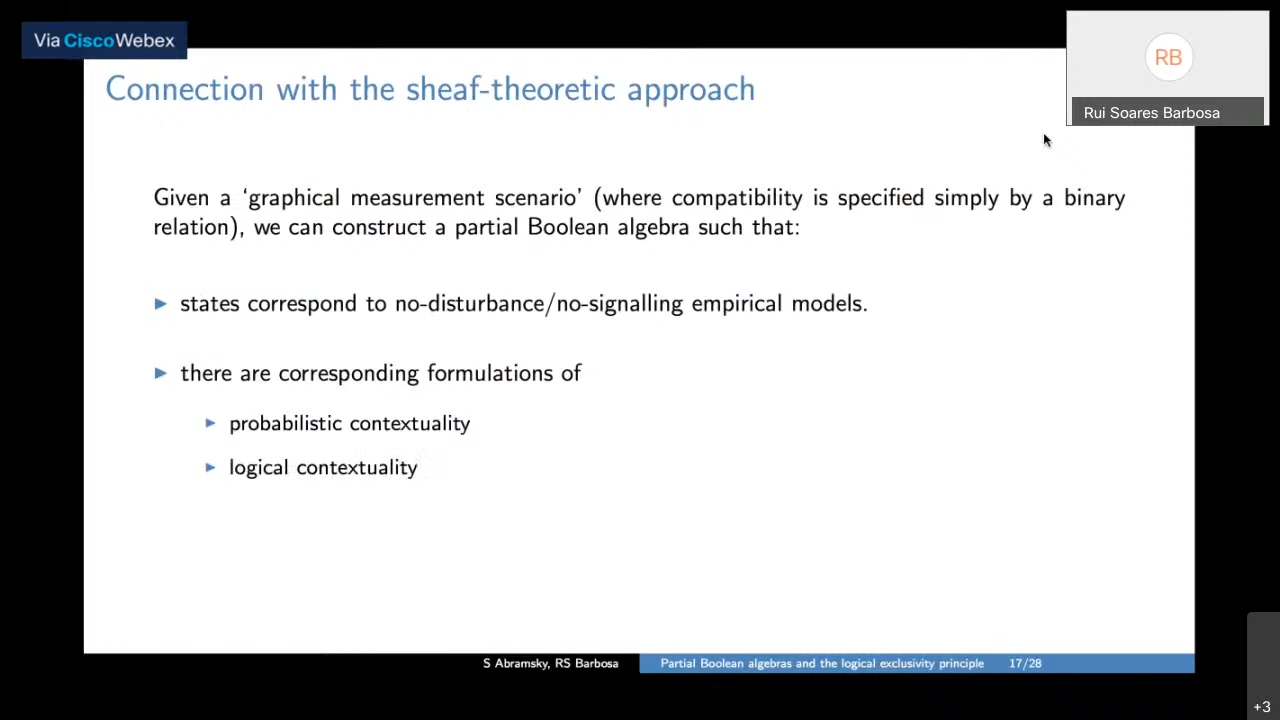 Via Cisco Webex
RB
Rui Soares Barbosa
Connection with the sheaf-theoretic approach
Given a ‘graphical measurement scenario’ (where compatibility is specified simply by a binary
relation), we can construct a partial Boolean algebra such that:
▶ states correspond to no-disturbance/no-signalling empirical models.
▶ there are corresponding formulations of
▶ probabilistic contextuality
▶ logical contextuality
S Abramsky, RS Barbosa Partial Boolean algebras and the logical exclusivity principle 17/28
+3